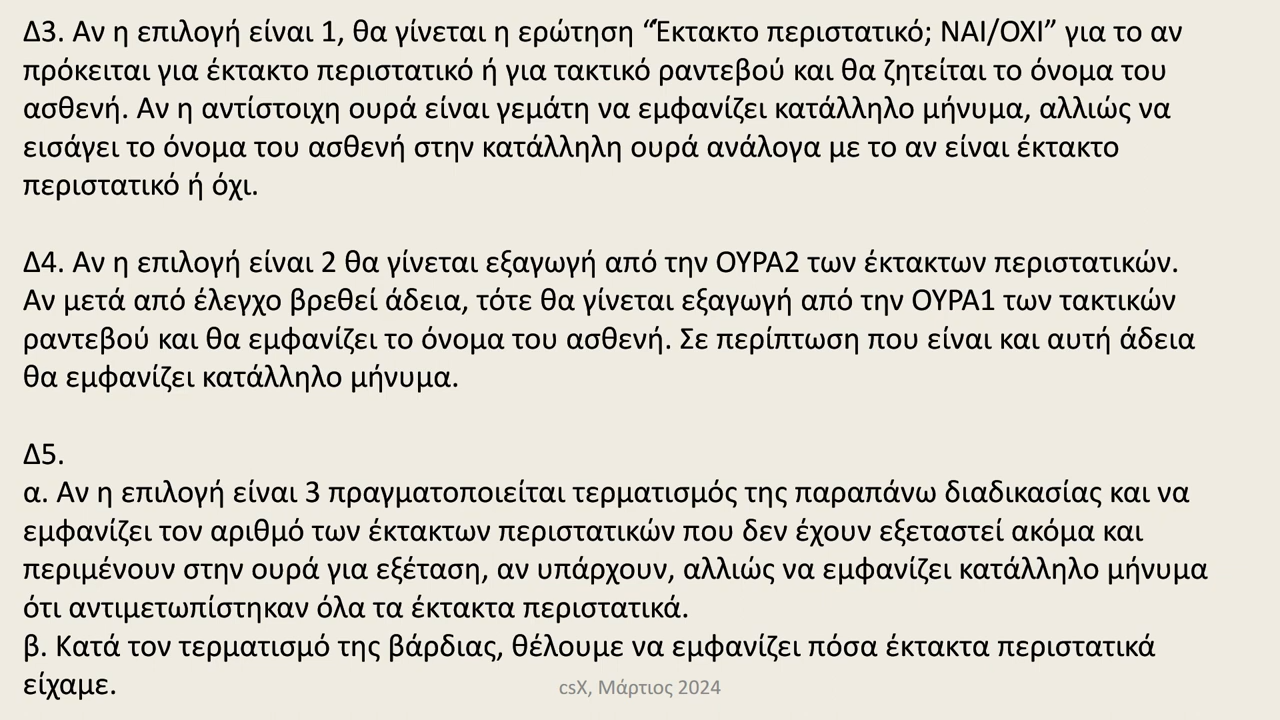 Δ3. Αν η επιλογή είναι 1, θα γίνεται η ερώτηση “Έκτακτο περιστατικό; ΝΑΙ/ΟΧΙ” για το αν
πρόκειται για έκτακτο περιστατικό ή για τακτικό ραντεβού και θα ζητείται το όνομα του
ασθενή. Αν η αντίστοιχη ουρά είναι γεμάτη να εμφανίζει κατάλληλο μήνυμα, αλλιώς να
εισάγει το όνομα του ασθενή στην κατάλληλη ουρά ανάλογα με το αν είναι έκτακτο
περιστατικό ή όχι.
Δ4. Αν η επιλογή είναι 2 θα γίνεται εξαγωγή από την ΟΥΡΑ2 των έκτακτων περιστατικών.
Αν μετά από έλεγχο βρεθεί άδεια, τότε θα γίνεται εξαγωγή από την ΟΥΡΑ1 των τακτικών
ραντεβού και θα εμφανίζει το όνομα του ασθενή. Σε περίπτωση που είναι και αυτή άδεια
θα εμφανίζει κατάλληλο μήνυμα.
Δ5.
α. Αν η επιλογή είναι 3 πραγματοποιείται τερματισμός της παραπάνω διαδικασίας και να
εμφανίζει τον αριθμό των έκτακτων περιστατικών που δεν έχουν εξεταστεί ακόμα και
περιμένουν στην ουρά για εξέταση, αν υπάρχουν, αλλιώς να εμφανίζει κατάλληλο μήνυμα
ότι αντιμετωπίστηκαν όλα τα έκτακτα περιστατικά.
β. Κατά τον τερματισμό της βάρδιας, θέλουμε να εμφανίζει πόσα έκτακτα περιστατικά
είχαμε.
csX, Μάρτιος 2024